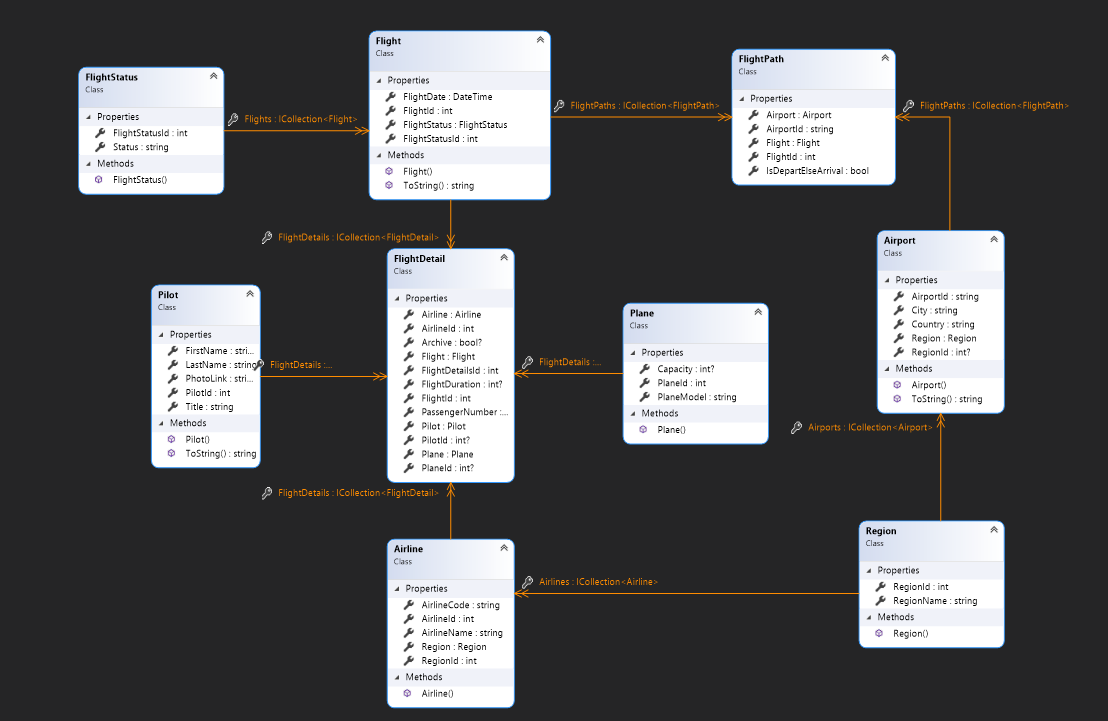 FlightStatus
Class
Properties
FlightStatusId : int
Status : string
Methods
FlightStatus()
Flights : ICollection<Flight>
Flight
Class
Properties
FlightDate : DateTime
FlightId : int
FlightStatus : FlightStatus
FlightStatusId : int
Methods
Flight()
ToString() : string
FlightPaths : ICollection<FlightPath>
FlightPath
Class
Properties
Airport : Airport
AirportId : string
Flight : Flight
FlightId : int
IsDepartElseArrival : bool
FlightPaths : ICollection<FlightPath>
FlightDetails : ICollection<FlightDetail>
Pilot
Class
Properties
FirstName : stri...
LastName : string
PhotoLink : stri...
PilotId : int
Title : string
Methods
Pilot()
ToString() : string
FlightDetails :...
FlightDetail
Class
Properties
Airline : Airline
AirlineId : int
Archive : bool?
Flight : Flight
FlightDetailsId : int
FlightDuration : int?
FlightId : int
PassengerNumber :...
Pilot : Pilot
PilotId : int?
Plane : Plane
PlaneId : int?
FlightDetails :...
Plane
Class
Properties
Capacity : int?
PlaneId : int
PlaneModel : string
Methods
Plane()
Airport
Class
Properties
AirportId : string
City : string
Country : string
Region : Region
RegionId : int?
Methods
Airport()
ToString() : string
Airports : ICollection<Airport>
FlightDetails : ICollection<FlightDetail>
Airline
Class
Properties
AirlineCode : string
AirlineId : int
AirlineName : string
Region : Region
RegionId : int
Methods
Airline()
Airlines : ICollection<Airline>
Region
Class
Properties
RegionId : int
RegionName : string
Methods
Region()